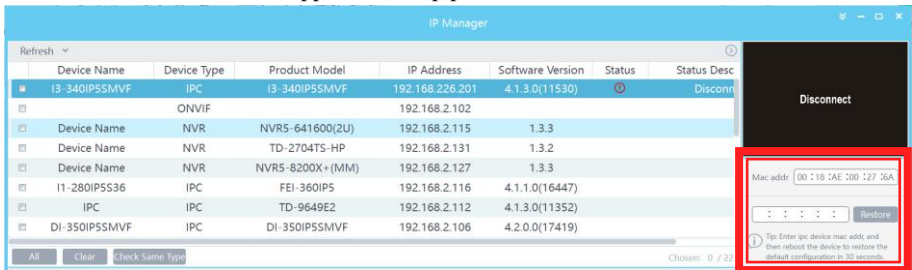 IP Manager
Refresh
Device Name Device Type Product Model IP Address Software Version Status Status Desc
I3-340IP5SMVF IPC I3-340IP5SMVF 192.168.226.201 4.1.3.0(11530) Disconn
ONVIF 192.168.2.102
Device Name NVR NVR5-641600(2U) 192.168.2.115 1.3.3
Device Name NVR TD-2704TS-HP 192.168.2.131 1.3.2
Device Name NVR NVR5-8200X+(MM) 192.168.2.127 1.3.3
I1-280IP5S36 IPC FEI-360IP5 192.168.2.116 4.1.1.0(16447)
IPC TD-9649E2 192.168.2.112 4.1.3.0(11352)
DI-350IP5SMVF IPC DI-350IP5SMVF 192.168.2.106 4.2.0.0(17419)
All Clear Check Same Type Chosen: 0 / 22
Disconnect
Mac addr 00 : 18 : AE : 00 : 27 : 6A
: : : : : Restore
Tip: Enter ipc device mac addr, and
then reboot the device to restore the
default configuration in 30 seconds.